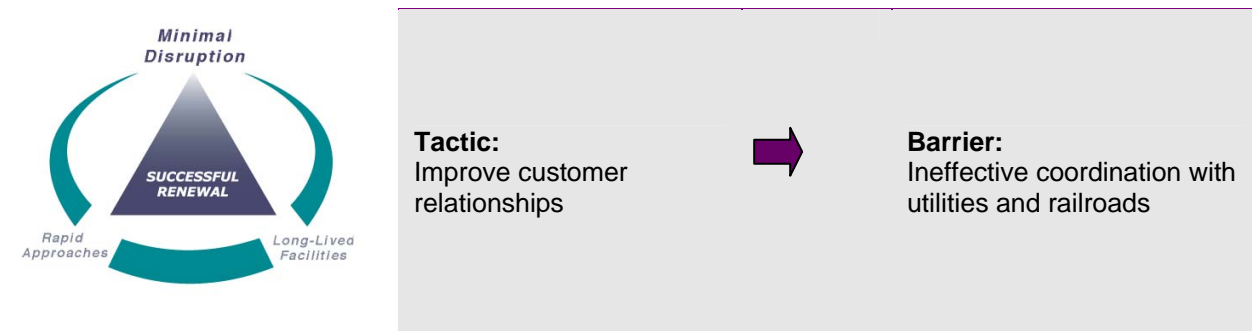 Minimal
Disruption
SUCCESSFUL
RENEWAL
Rapid
Approaches
Long-Lived
Facilities
Tactic:
Improve customer
relationships
Barrier:
Ineffective coordination with
utilities and railroads